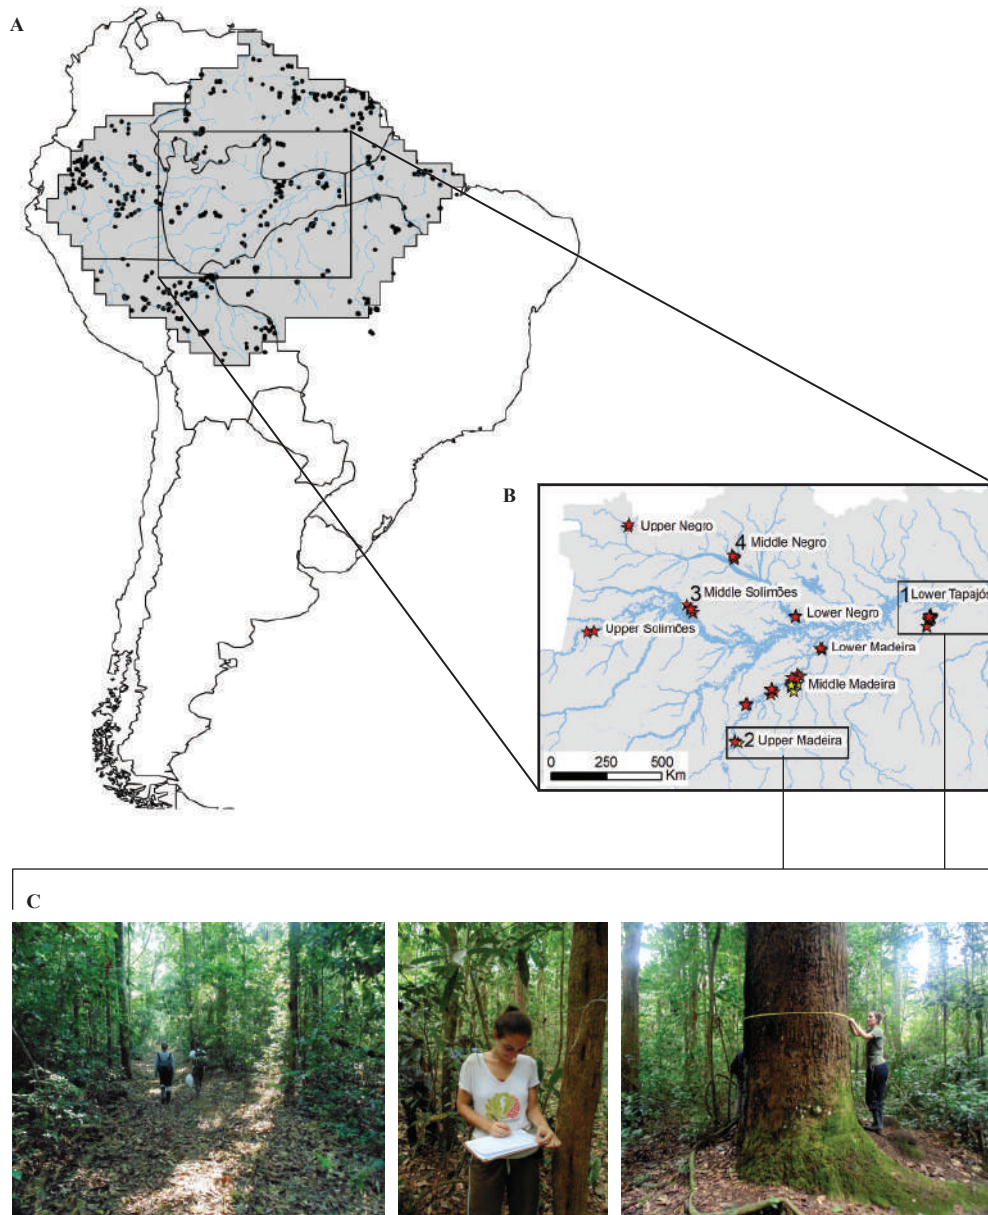 A
B
Upper Negro
4 Middle Negro
3 Middle Solimões
1 Lower Tapajós
Lower Negro
Upper Solimões
Lower Madeira
Middle Madeira
2 Upper Madeira
0 250 500
Km
C